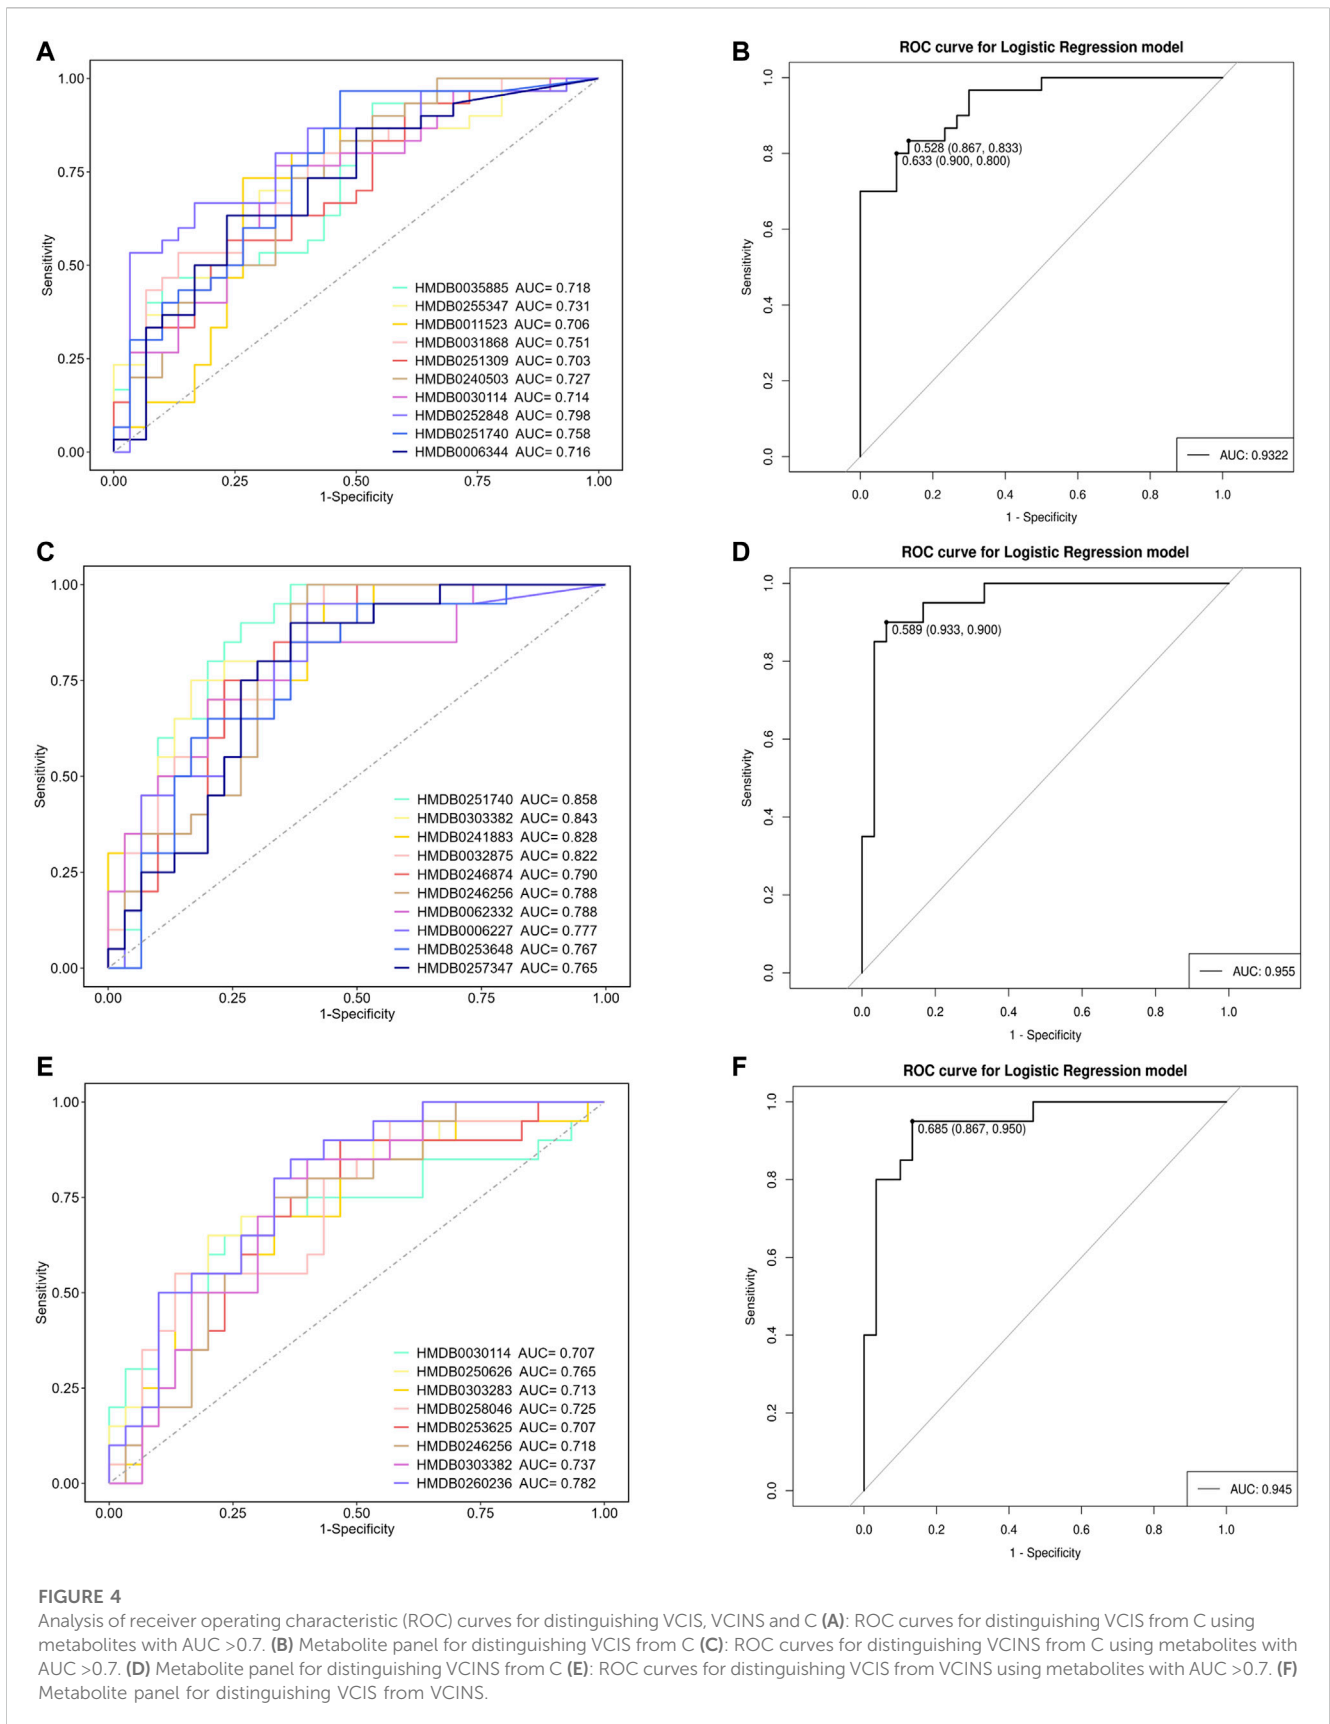 A
1.00
0.75
0.50
0.25
0.00
Sensitivity
HMDB0035885 AUC= 0.718
HMDB0255347 AUC= 0.731
HMDB0011523 AUC= 0.706
HMDB0031868 AUC= 0.751
HMDB0251309 AUC= 0.703
HMDB0240503 AUC= 0.727
HMDB0030114 AUC= 0.714
HMDB0252848 AUC= 0.798
HMDB0251740 AUC= 0.758
HMDB0006344 AUC= 0.716
0.00 0.25 0.50 0.75 1.00
1-Specificity
B
ROC curve for Logistic Regression model
1.0
0.8
0.6
0.4
0.2
0.0
Sensitivity
0.528 (0.867, 0.833)
0.633 (0.900, 0.800)
AUC: 0.9322
0.0 0.2 0.4 0.6 0.8 1.0
1 - Specificity
C
1.00
0.75
0.50
0.25
0.00
Sensitivity
HMDB0251740 AUC= 0.858
HMDB0303382 AUC= 0.843
HMDB0241883 AUC= 0.828
HMDB0032875 AUC= 0.822
HMDB0246874 AUC= 0.790
HMDB0246256 AUC= 0.788
HMDB0062332 AUC= 0.788
HMDB0006227 AUC= 0.777
HMDB0253648 AUC= 0.767
HMDB0257347 AUC= 0.765
0.00 0.25 0.50 0.75 1.00
1-Specificity
D
ROC curve for Logistic Regression model
1.0
0.8
0.6
0.4
0.2
0.0
Sensitivity
0.589 (0.933, 0.900)
AUC: 0.955
0.0 0.2 0.4 0.6 0.8 1.0
1 - Specificity
E
1.00
0.75
0.50
0.25
0.00
Sensitivity
HMDB0030114 AUC= 0.707
HMDB0250626 AUC= 0.765
HMDB0303283 AUC= 0.713
HMDB0258046 AUC= 0.725
HMDB0253625 AUC= 0.707
HMDB0246256 AUC= 0.718
HMDB0303382 AUC= 0.737
HMDB0260236 AUC= 0.782
0.00 0.25 0.50 0.75 1.00
1-Specificity
F
ROC curve for Logistic Regression model
1.0
0.8
0.6
0.4
0.2
0.0
Sensitivity
0.685 (0.867, 0.950)
AUC: 0.945
0.0 0.2 0.4 0.6 0.8 1.0
1 - Specificity
FIGURE 4
Analysis of receiver operating characteristic (ROC) curves for distinguishing VCIS, VCINS and C (A): ROC curves for distinguishing VCIS from C using
metabolites with AUC >0.7. (B) Metabolite panel for distinguishing VCIS from C (C): ROC curves for distinguishing VCINS from C using metabolites with
AUC >0.7. (D) Metabolite panel for distinguishing VCINS from C (E): ROC curves for distinguishing VCIS from VCINS using metabolites with AUC >0.7. (F)
Metabolite panel for distinguishing VCIS from VCINS.